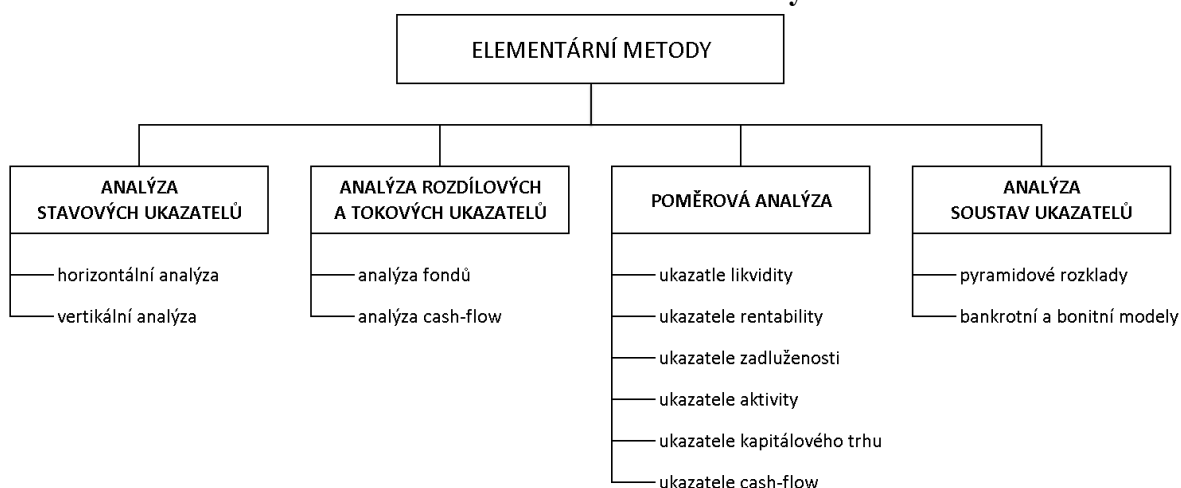 ELEMENTÁRNÍ METODY
ANALÝZA
STAVOVÝCH UKAZATELŮ
horizontální analýza
vertikální analýza
ANALÝZA ROZDÍLOVÝCH
A TOKOVÝCH UKAZATELŮ
analýza fondů
analýza cash-flow
POMĚROVÁ ANALÝZA
ukazatle likvidity
ukazatele rentability
ukazatele zadluženosti
ukazatele aktivity
ukazatele kapitálového trhu
ukazatele cash-flow
ANALÝZA
SOUSTAV UKAZATELŮ
pyramidové rozklady
bankrotní a bonitní modely